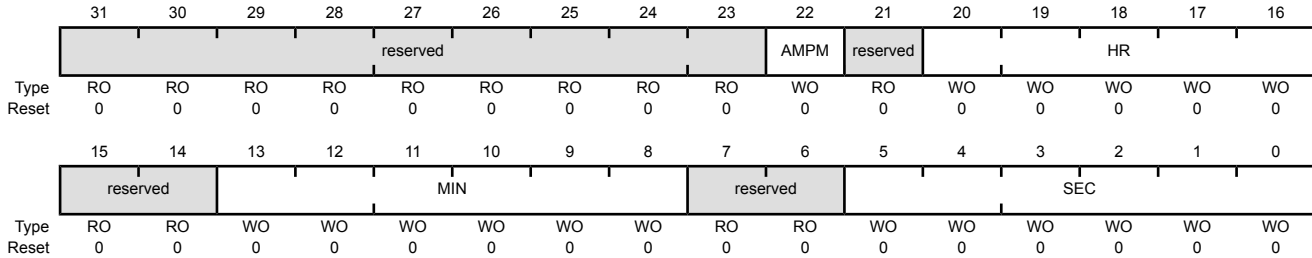 31 30 29 28 27 26 25 24 23 22 21 20 19 18 17 16
reserved AMPM reserved HR
Type RO RO RO RO RO RO RO RO RO WO RO WO WO WO WO WO
Reset 0 0 0 0 0 0 0 0 0 0 0 0 0 0 0 0
15 14 13 12 11 10 9 8 7 6 5 4 3 2 1 0
reserved MIN reserved SEC
Type RO RO WO WO WO WO WO WO RO RO WO WO WO WO WO WO
Reset 0 0 0 0 0 0 0 0 0 0 0 0 0 0 0 0